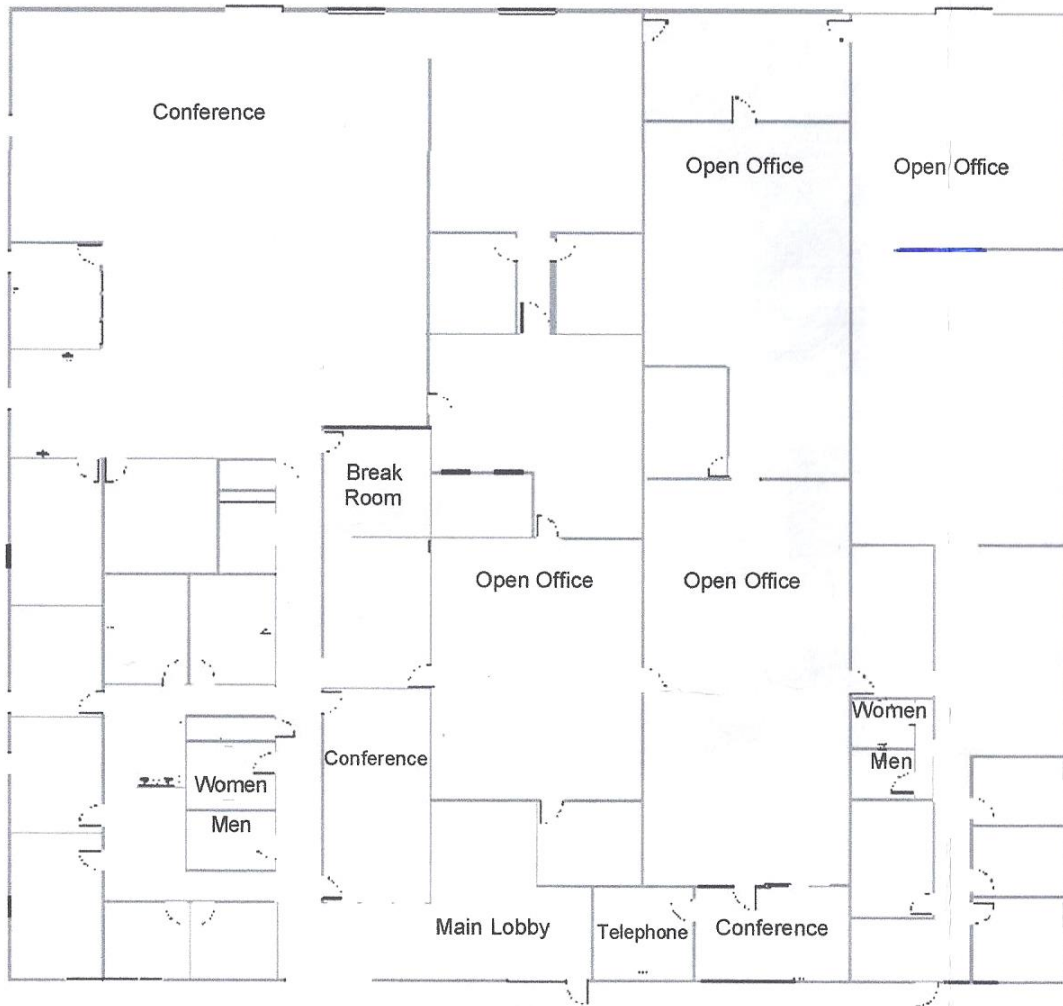 Conference
Open Office
Open Office
Break
Room
Open Office
Open Office
Women
Conference
Women
Men
Men
Main Lobby
Telephone
Conference